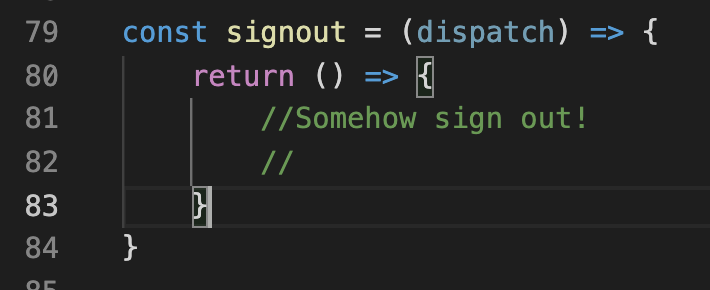 79 const signout = (dispatch) => {
80 return () => {
81 //Somehow sign out!
82 //
83 }
84 }
85